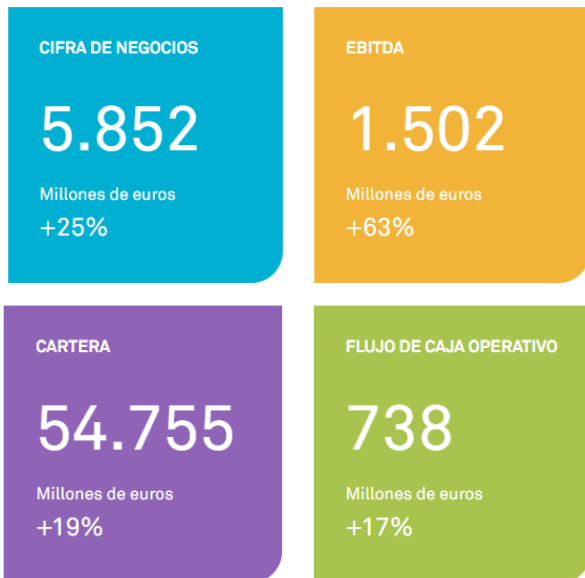 CIFRA DE NEGOCIOS
5.852
Millones de euros
+25%
EBITDA
1.502
Millones de euros
+63%
CARTERA
54.755
Millones de euros
+19%
FLUJO DE CAJA OPERATIVO
738
Millones de euros
+17%